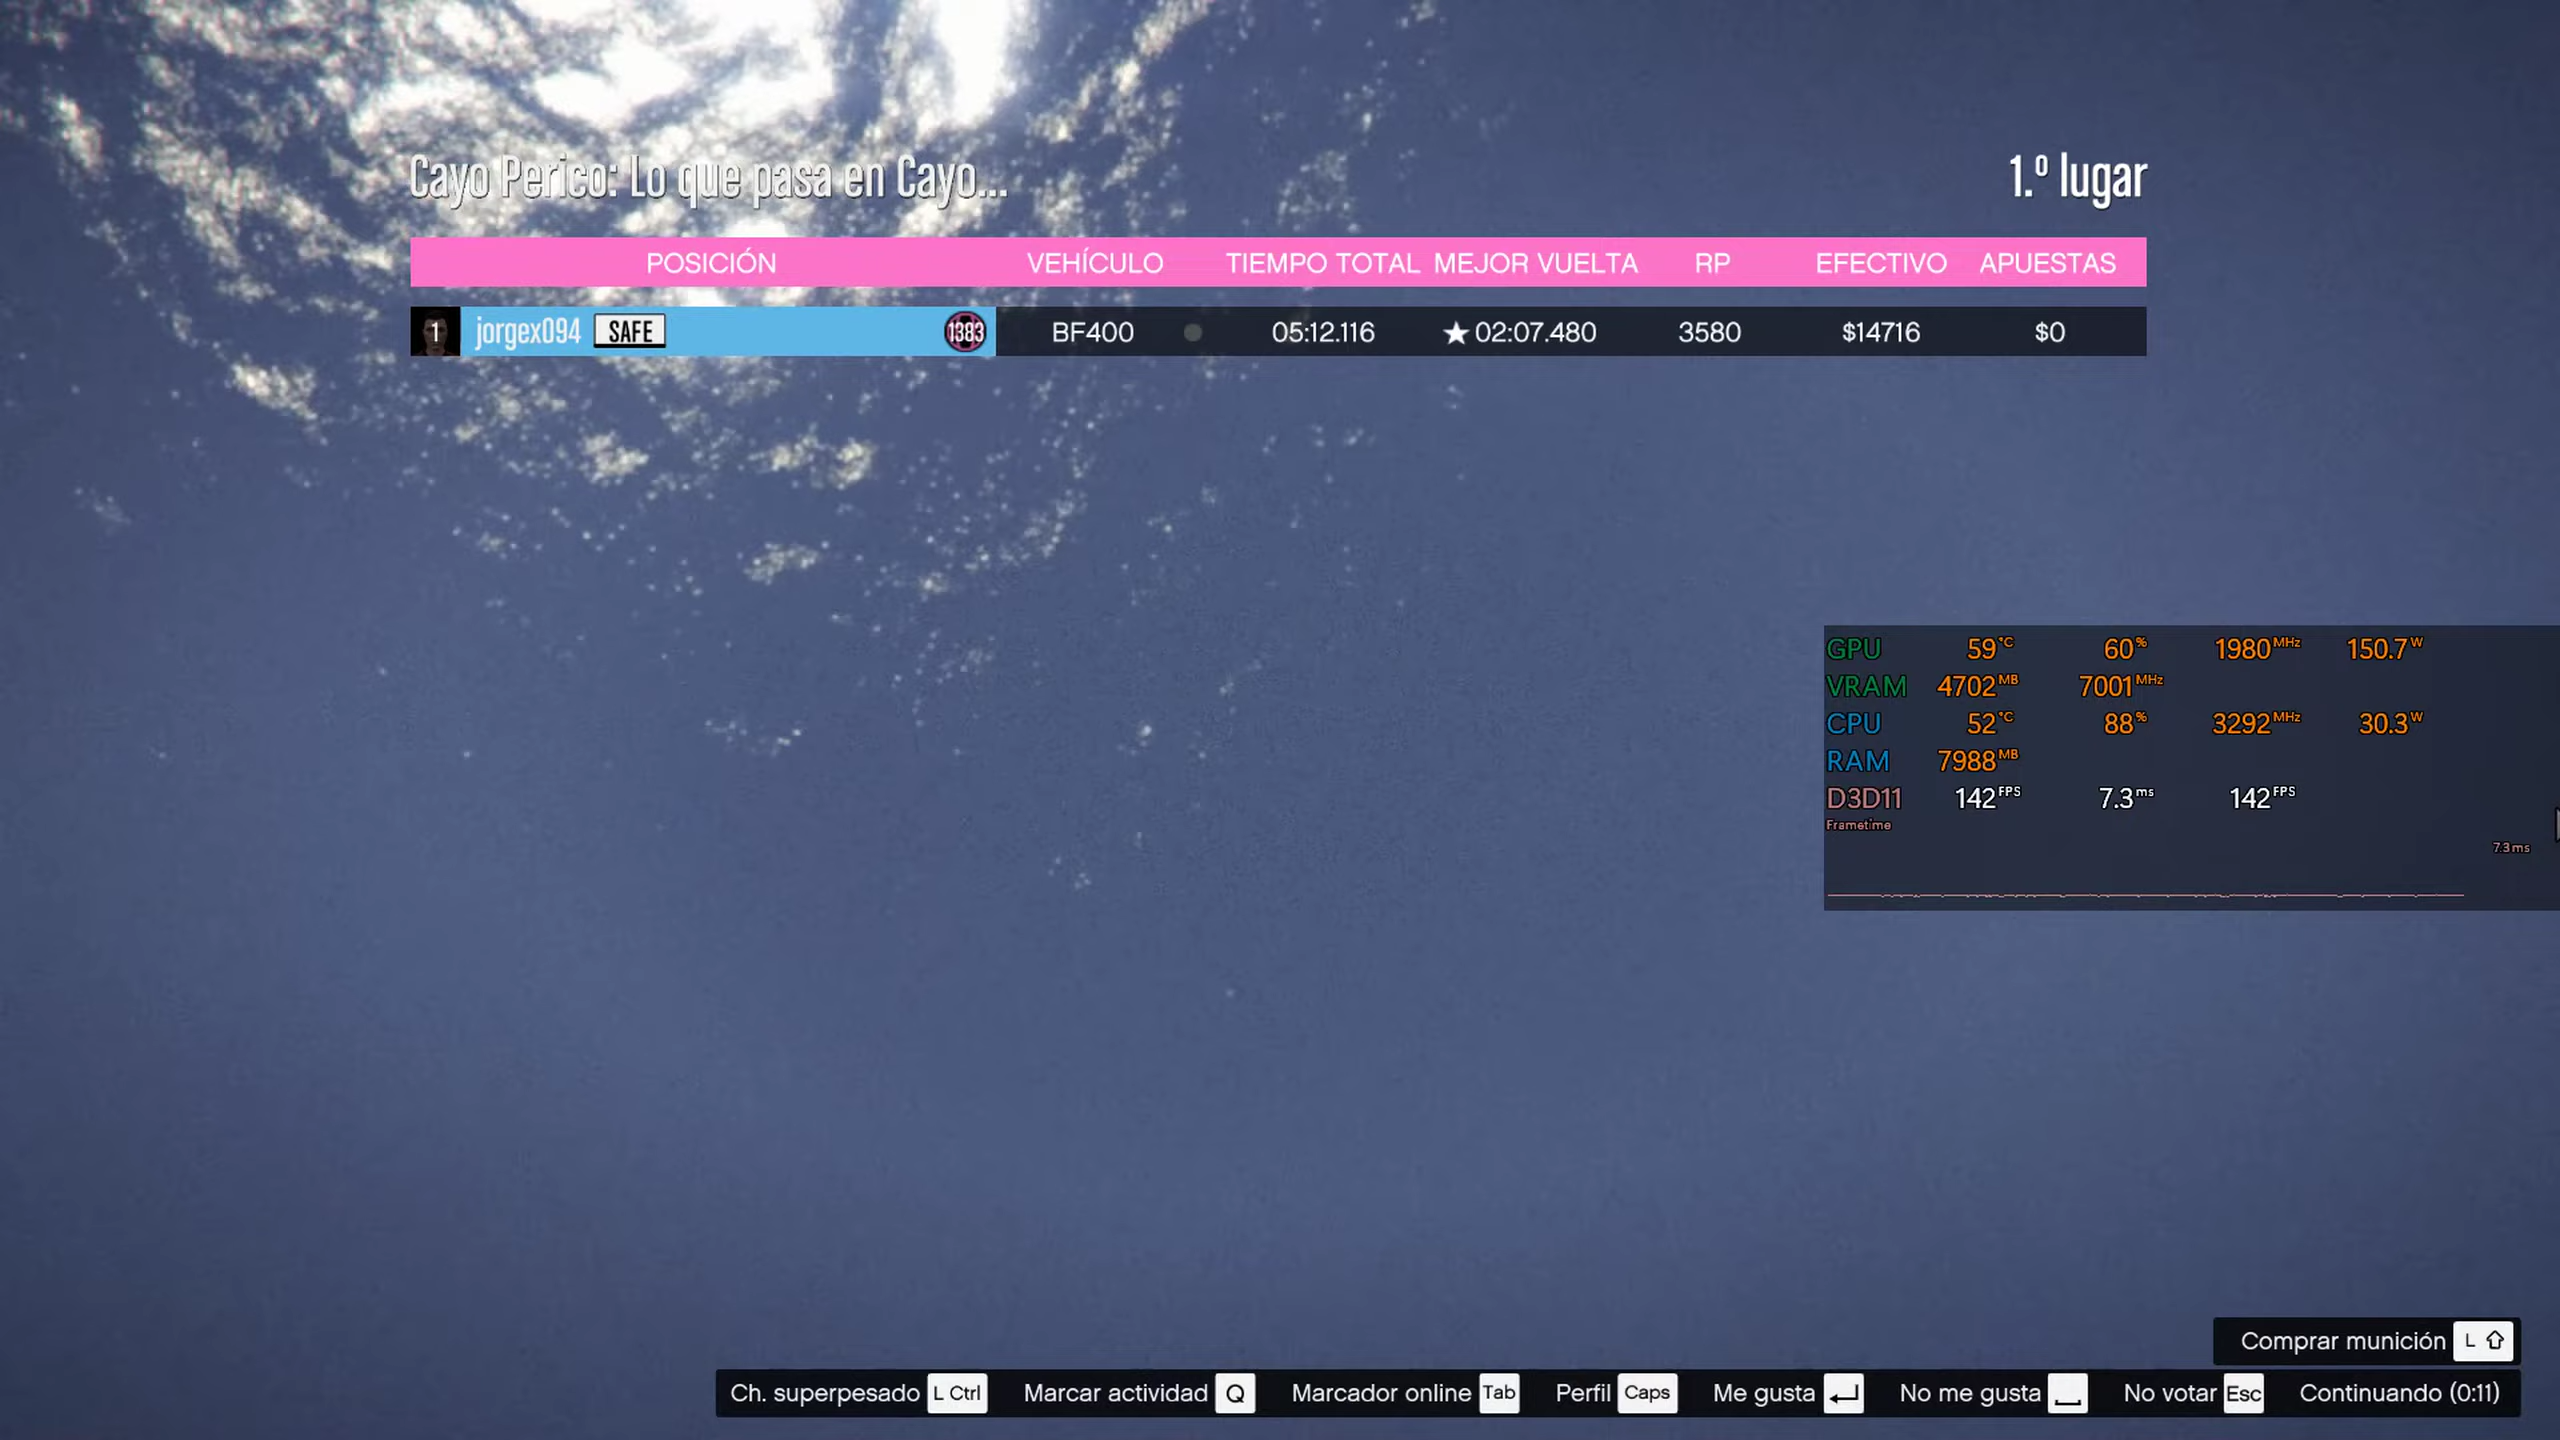 Cayo Perico: Lo que pasa en Cayo... 1.º lugar
POSICIÓN VEHÍCULO TIEMPO TOTAL MEJOR VUELTA RP EFECTIVO APUESTAS
1 jorgex094 SAFE 1383 BF400 05:12.116 ★ 02:07.480 3580 $14716 $0
GPU 59°C 60% 1980MHz 150.7W
VRAM 4702MB 7001MHz
CPU 52°C 88% 3292MHz 30.3W
RAM 7988MB
D3D11 142FPS 7.3ms 142FPS
Frametime
7.3ms
Comprar munición L ⇧
Ch. superpesado L Ctrl Marcar actividad Q Marcador online Tab Perfil Caps Me gusta ↵ No me gusta ⎵ No votar Esc Continuando (0:11)